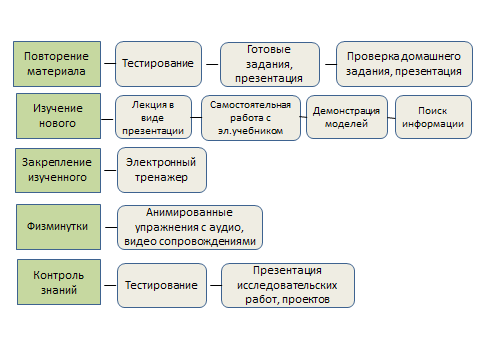 Повторение
материала
Тестирование
Готовые
задания,
презентация
Проверка домашнего
задания, презентация
Изучение
нового
Лекция в
виде
презентации
Самостоятельная
работа с
эл.учебником
Демонстрация
моделей
Поиск
информации
Закрепление
изученного
Электронный
тренажер
Физминутки
Анимированные
упражнения с аудио,
видео сопровождениями
Контроль
знаний
Тестирование
Презентация
исследовательских
работ, проектов